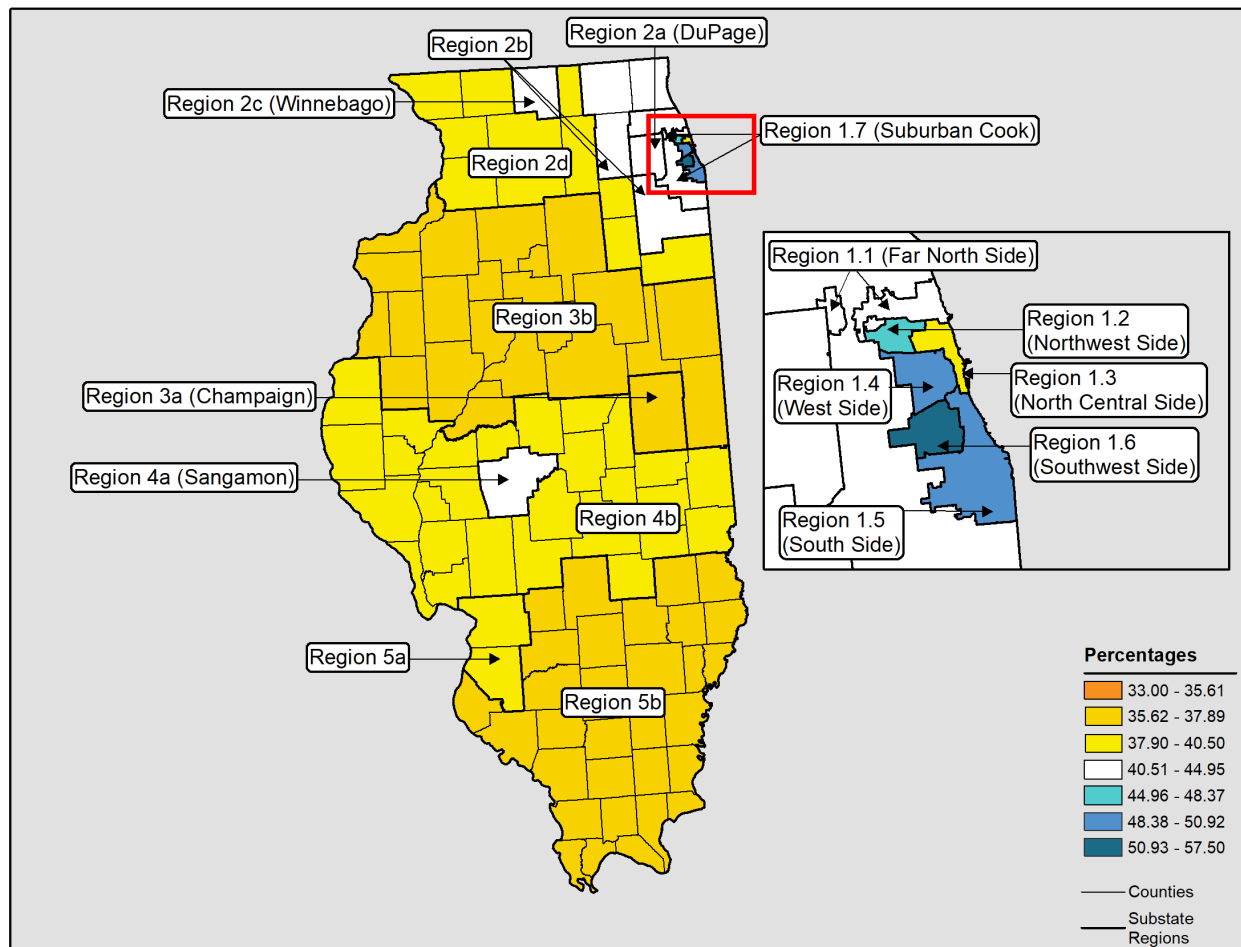 Region 2a (DuPage)
Region 2b
Region 2c (Winnebago)
Region 1.7 (Suburban Cook)
Region 2d
Region 1.1 (Far North Side)
Region 1.2
(Northwest Side)
Region 3b
Region 1.4
(West Side)
Region 1.3
(North Central Side)
Region 3a (Champaign)
Region 1.6
(Southwest Side)
Region 4a (Sangamon)
Region 4b
Region 1.5
(South Side)
Region 5a
Region 5b
Percentages
33.00 - 35.61
35.62 - 37.89
37.90 - 40.50
40.51 - 44.95
44.96 - 48.37
48.38 - 50.92
50.93 - 57.50
Counties
Substate
Regions